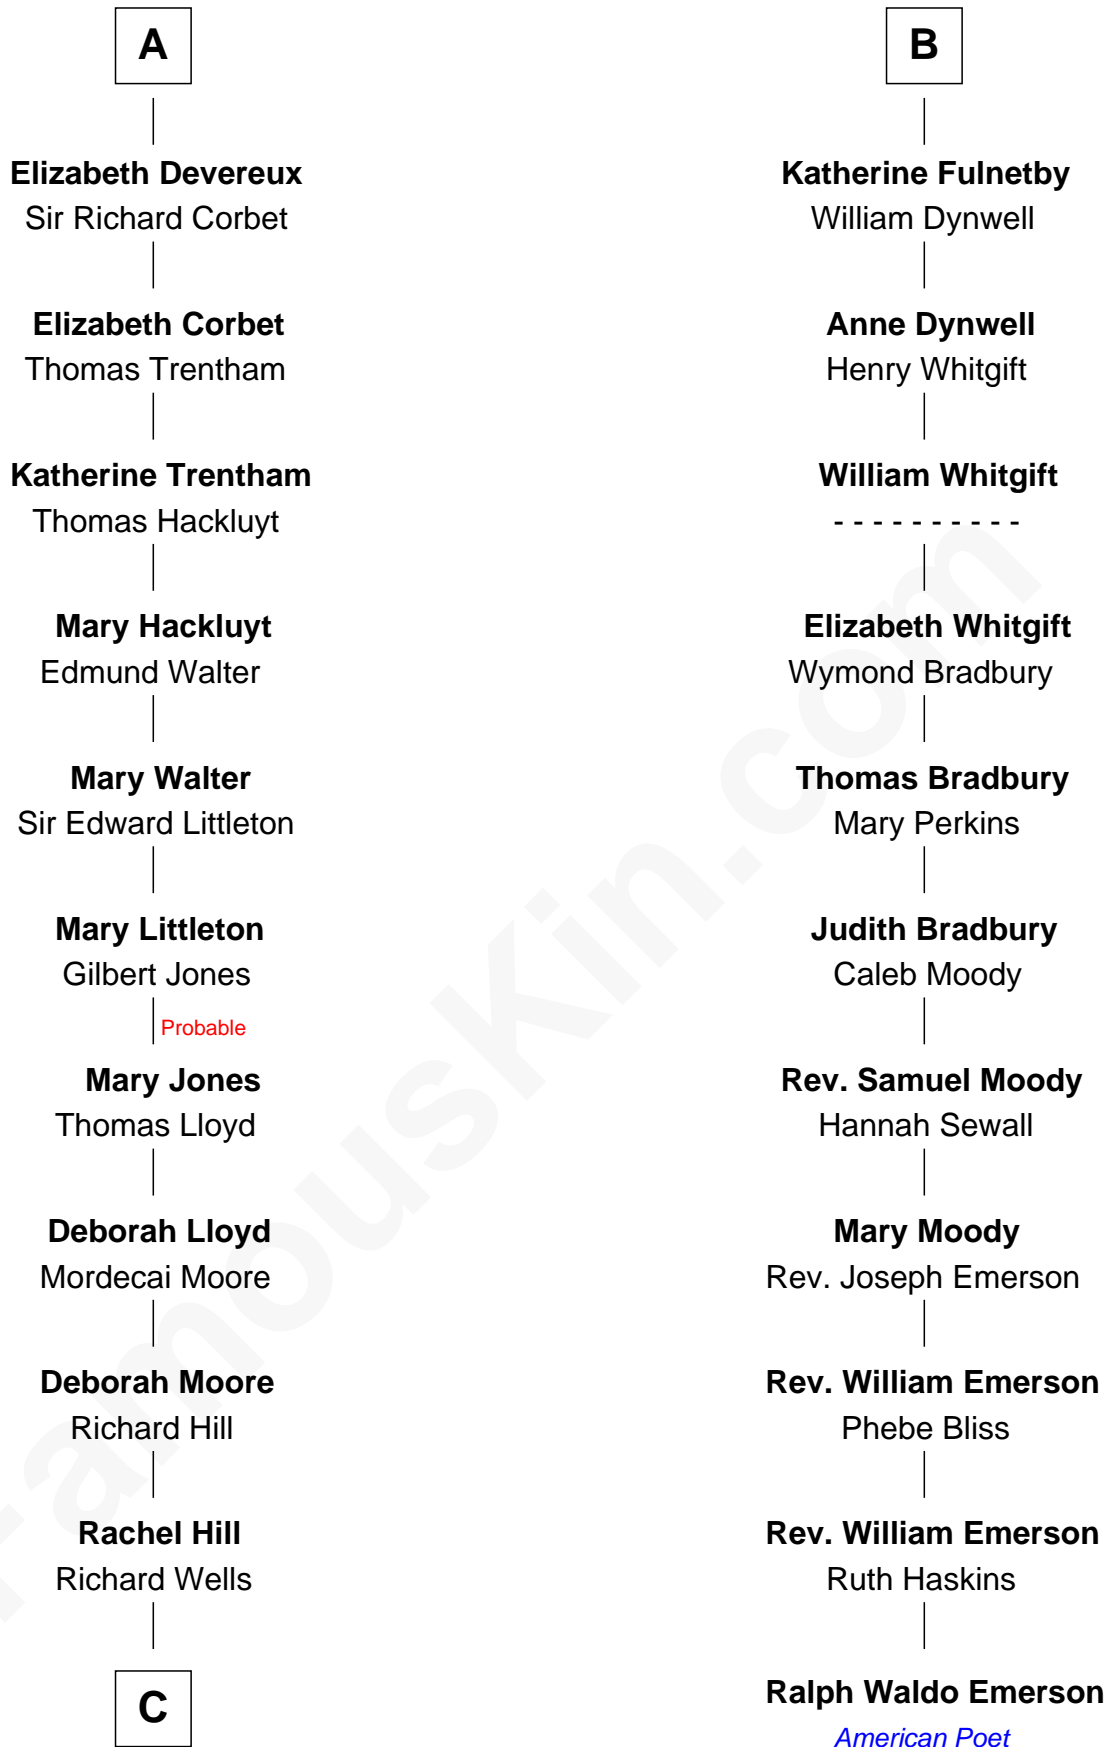 A
Elizabeth Devereux
Sir Richard Corbet
Elizabeth Corbet
Thomas Trentham
Katherine Trentham
Thomas Hackluyt
Mary Hackluyt
Edmund Walter
Mary Walter
Sir Edward Littleton
Mary Littleton
Gilbert Jones
Probable
Mary Jones
Thomas Lloyd
Deborah Lloyd
Mordecai Moore
Deborah Moore
Richard Hill
Rachel Hill
Richard Wells
C
B
Katherine Fulnetby
William Dynwell
Anne Dynwell
Henry Whitgift
William Whitgift
- - - - - - - - - -
Elizabeth Whitgift
Wymond Bradbury
Thomas Bradbury
Mary Perkins
Judith Bradbury
Caleb Moody
Rev. Samuel Moody
Hannah Sewall
Mary Moody
Rev. Joseph Emerson
Rev. William Emerson
Phebe Bliss
Rev. William Emerson
Ruth Haskins
Ralph Waldo Emerson
American Poet
FamousKin.com